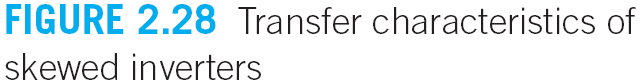 FIGURE 2.28 Transfer characteristics of
skewed inverters